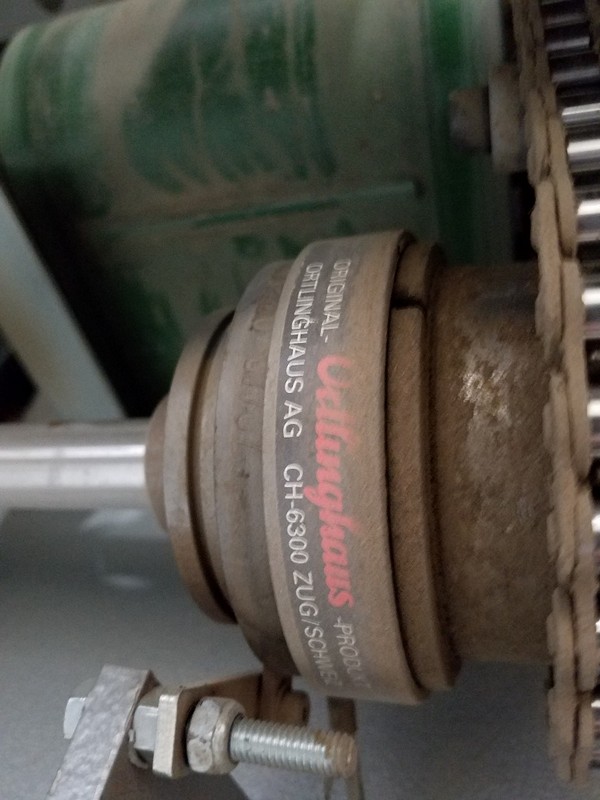 ORIGINAL- Ortlinghaus -PRODUKT
ORTLINGHAUS AG CH-6300 ZUG/SCHWEI